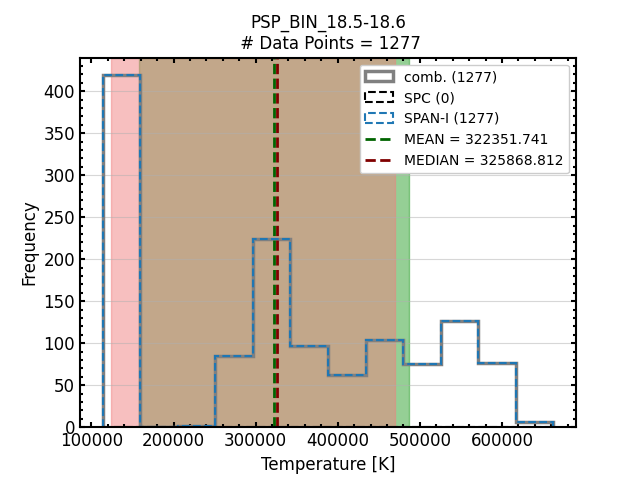 PSP_BIN_18.5-18.6
# Data Points = 1277
comb. (1277)
SPC (0)
SPAN-I (1277)
MEAN = 322351.741
MEDIAN = 325868.812
Frequency
400
350
300
250
200
150
100
50
0
100000 200000 300000 400000 500000 600000
Temperature [K]